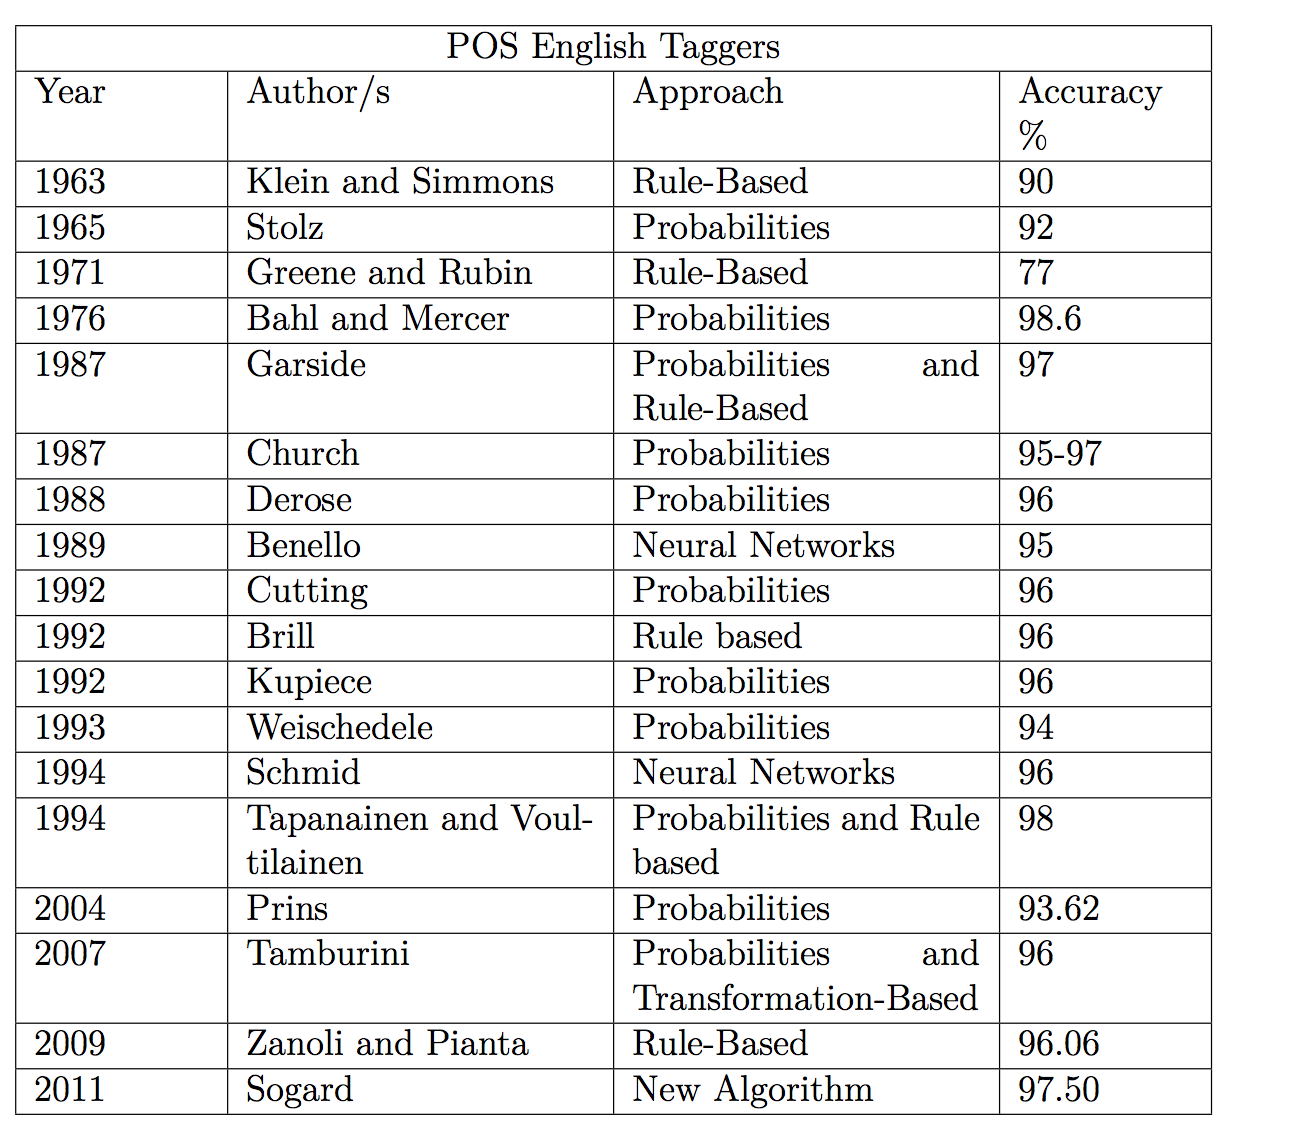 POS English Taggers
Year Author/s Approach Accuracy
%
1963 Klein and Simmons Rule-Based 90
1965 Stolz Probabilities 92
1971 Greene and Rubin Rule-Based 77
1976 Bahl and Mercer Probabilities 98.6
1987 Garside Probabilities and 97
Rule-Based
1987 Church Probabilities 95-97
1988 Derose Probabilities 96
1989 Benello Neural Networks 95
1992 Cutting Probabilities 96
1992 Brill Rule based 96
1992 Kupiece Probabilities 96
1993 Weischedele Probabilities 94
1994 Schmid Neural Networks 96
1994 Tapanainen and Voul- Probabilities and Rule 98
tilainen based
2004 Prins Probabilities 93.62
2007 Tamburini Probabilities and 96
Transformation-Based
2009 Zanoli and Pianta Rule-Based 96.06
2011 Sogard New Algorithm 97.50